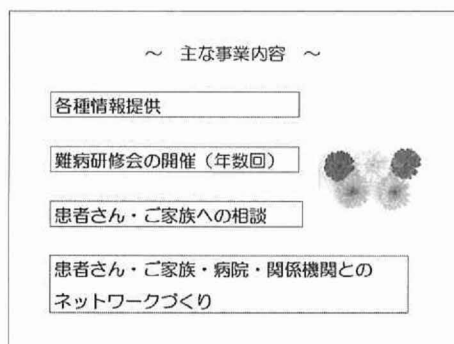 ～　主な事業内容　～
各種情報提供
難病研修会の開催（年数回）
患者さん・ご家族への相談
患者さん・ご家族・病院・関係機関との
ネットワークづくり